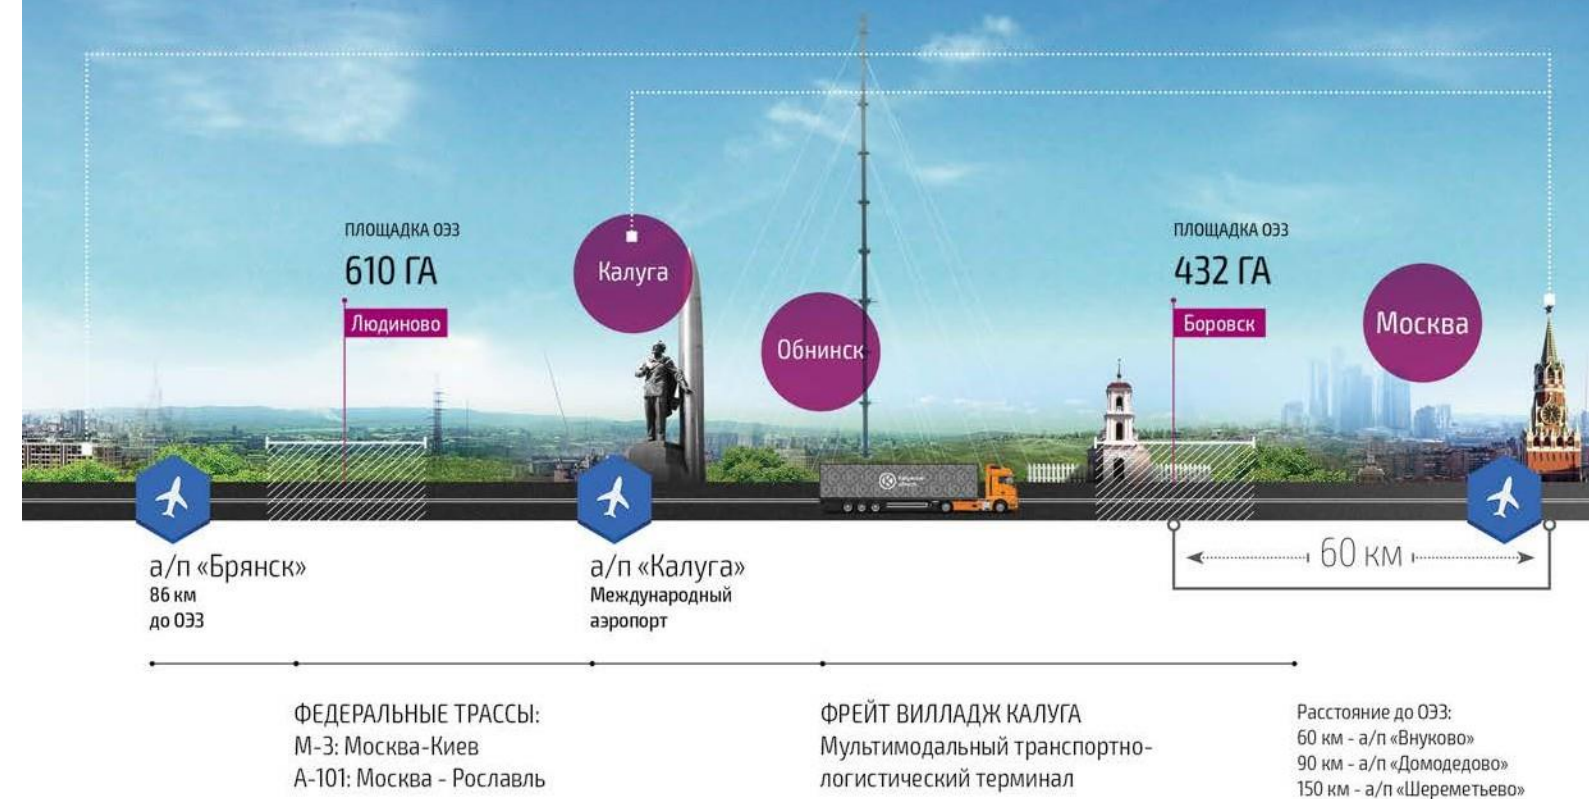 ПЛОЩАДКА ОЭЗ
610 ГА
Людиново
Калуга
Обнинск
ПЛОЩАДКА ОЭЗ
432 ГА
Боровск
Москва
60 км
а/п «Брянск»
86 км
до ОЭЗ
а/п «Калуга»
Международный
аэропорт
ФЕДЕРАЛЬНЫЕ ТРАССЫ:
М-3: Москва-Киев
А-101: Москва - Рославль
ФРЕЙТ ВИЛЛАДЖ КАЛУГА
Мультимодальный транспортно-
логистический терминал
Расстояние до ОЭЗ:
60 км - а/п «Внуково»
90 км - а/п «Домодедово»
150 км - а/п «Шереметьево»